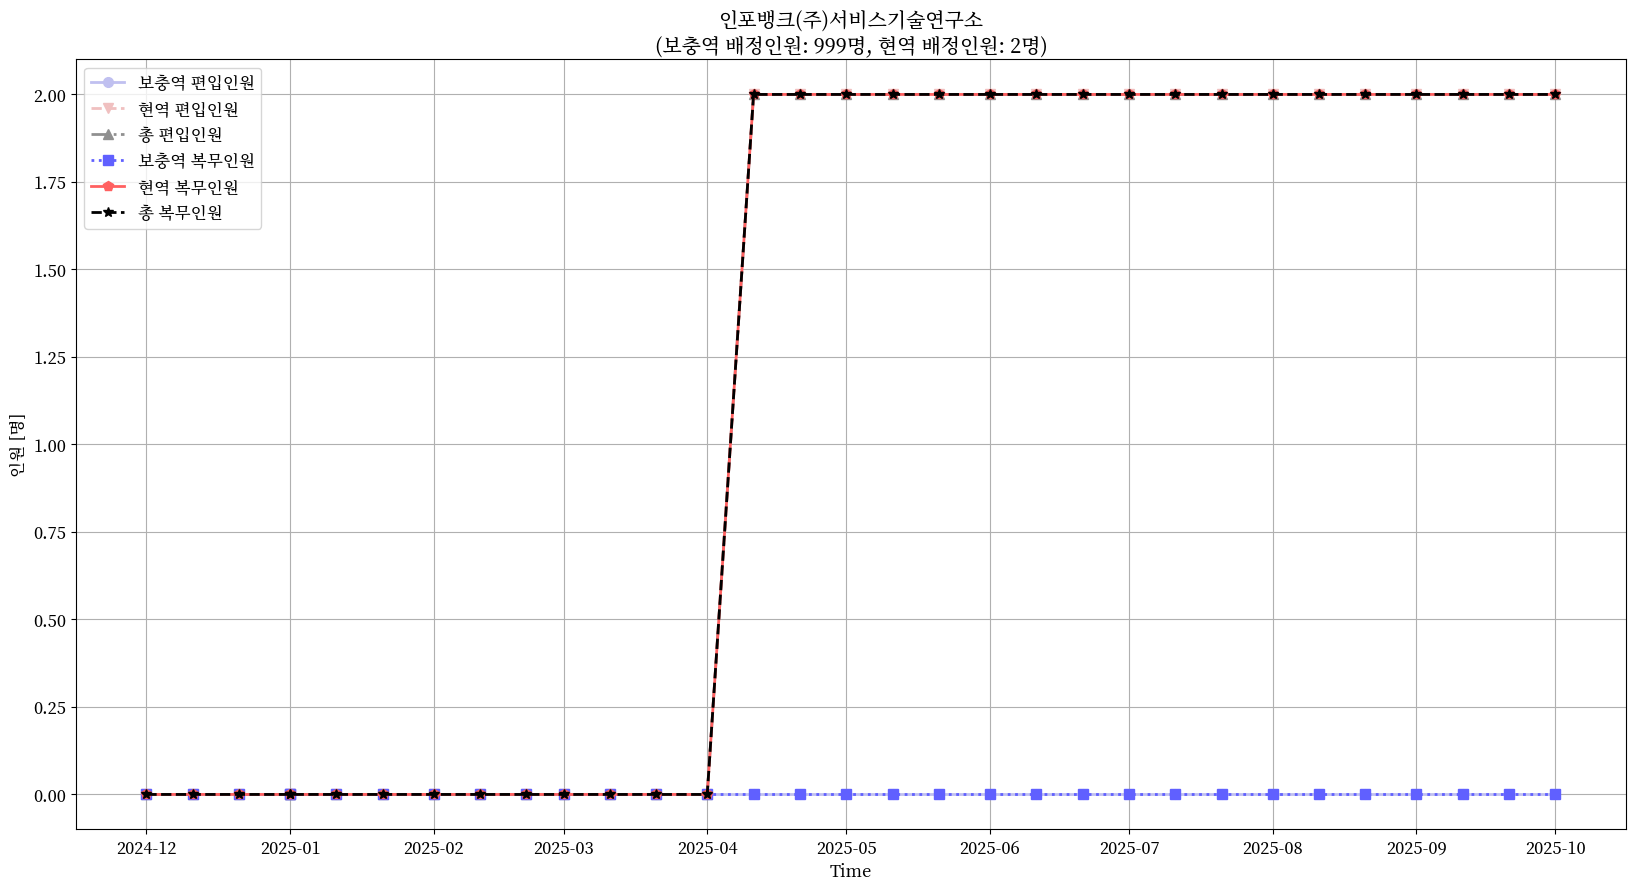 인포뱅크(주)서비스기술연구소
(보충역 배정인원: 999명, 현역 배정인원: 2명)
보충역 편입인원
현역 편입인원
총 편입인원
보충역 복무인원
현역 복무인원
총 복무인원
인원 [명]
2.00
1.75
1.50
1.25
1.00
0.75
0.50
0.25
0.00
2024-12
2025-01
2025-02
2025-03
2025-04
2025-05
2025-06
2025-07
2025-08
2025-09
2025-10
Time